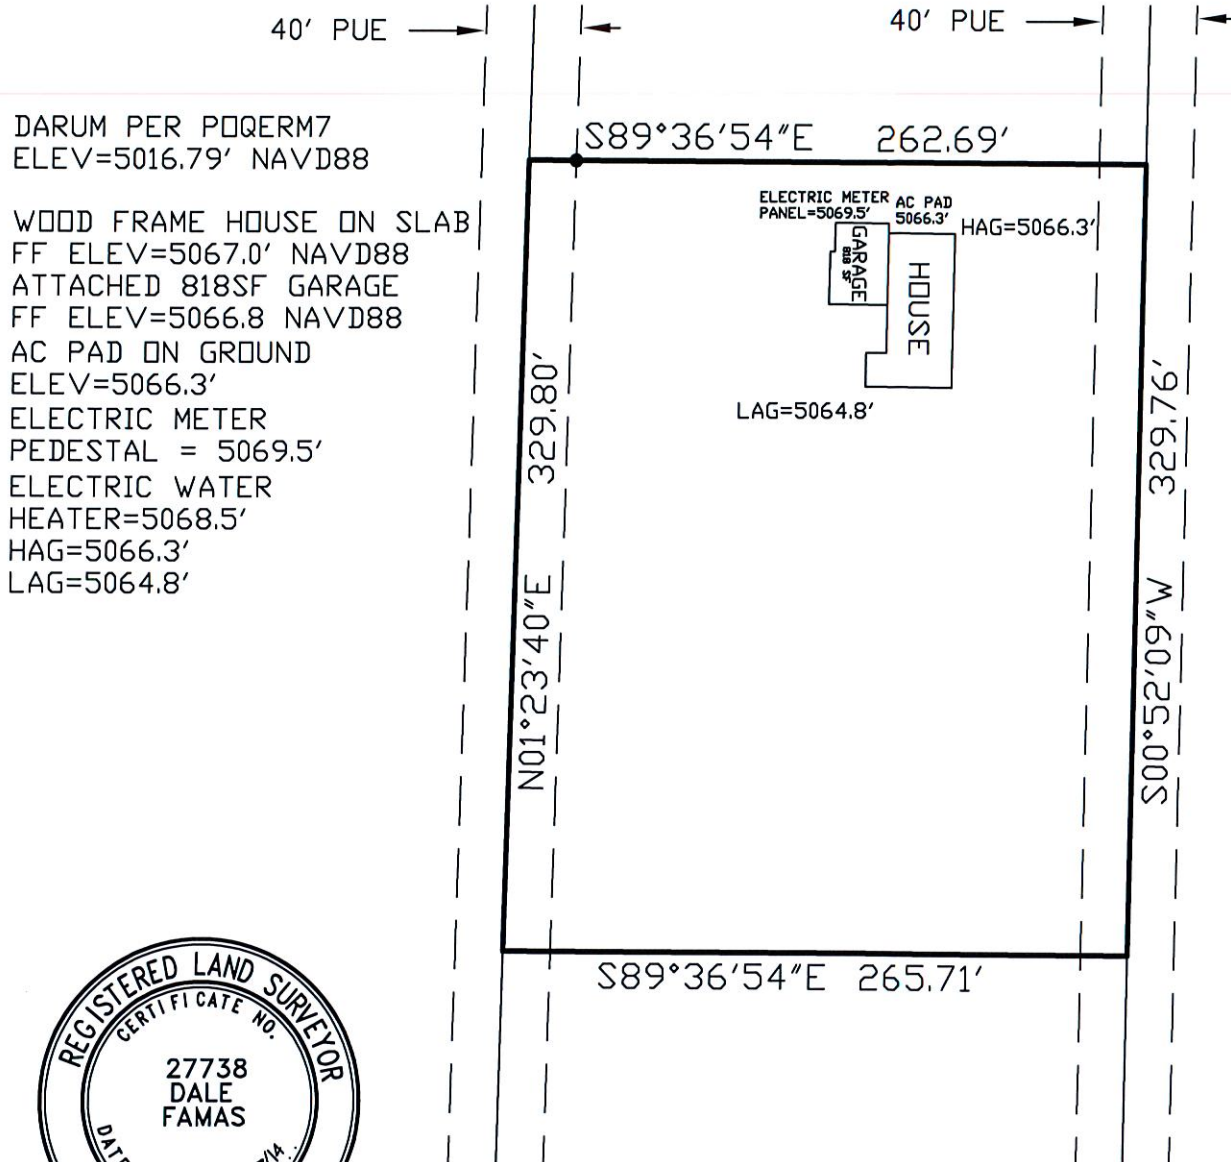 40' PUE
40' PUE
DARUM PER POQERM7
ELEV=5016.79' NAVD88
WOOD FRAME HOUSE ON SLAB
FF ELEV=5067.0' NAVD88
ATTACHED 818SF GARAGE
FF ELEV=5066.8 NAVD88
AC PAD ON GROUND
ELEV=5066.3'
ELECTRIC METER
PEDESTAL = 5069.5'
ELECTRIC WATER
HEATER=5068.5'
HAG=5066.3'
LAG=5064.8'
S89°36'54"E 262.69'
ELECTRIC METER
PANEL=5069.5'
AC PAD
5066.3'
HAG=5066.3'
GARAGE
818 SF
HOUSE
LAG=5064.8'
N01°23'40"E 329.80'
S00°52'09"W 329.76'
S89°36'54"E 265.71'
REGISTERED LAND SURVEYOR
CERTIFICATE NO.
27738
DALE
FAMAS